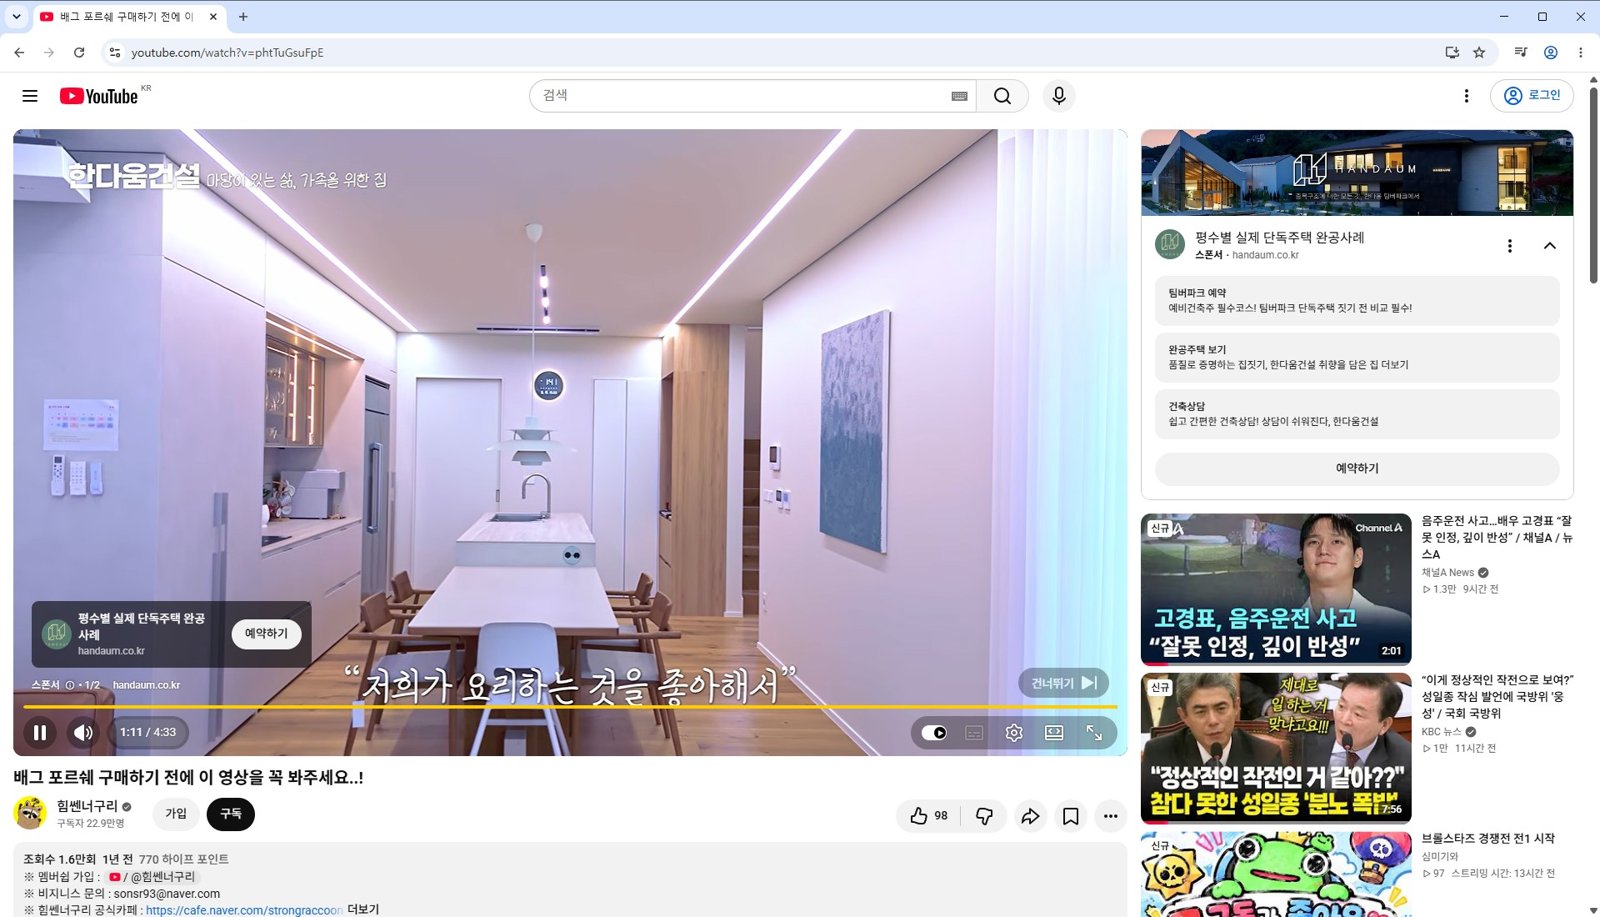 배그 포르쉐 구매하기 전에 이
youtube.com/watch?v=phtTuGsuFpE
YouTube KR
검색
로그인
한다움건설 마당이 있는 삶, 가족을 위한 집
평수별 실제 단독주택 완공
사례
handaum.co.kr
예약하기
스폰서 · 1/2 handaum.co.kr
“저희가 요리하는 것을 좋아해서”
건너뛰기
1:11 / 4:33
배그 포르쉐 구매하기 전에 이 영상을 꼭 봐주세요..!
힘쎈너구리
구독자 22.9만명
가입
구독
98
조회수 1.6만회 1년 전 770 하이프 포인트
※ 멤버쉽 가입 : / @힘쎈너구리
※ 비지니스 문의 : sonsr93@naver.com
※ 힘쎈너구리 공식카페 : https://cafe.naver.com/strongraccoon 더보기
HANDAUM
평수별 실제 단독주택 완공사례
스폰서 · handaum.co.kr
팀버파크 예약
예비건축주 필수코스! 팀버파크 단독주택 짓기 전 비교 필수!
완공주택 보기
품질로 증명하는 집짓기, 한다움건설 취향을 담은 집 더보기
건축상담
쉽고 간편한 건축상담! 상담이 쉬워진다, 한다움건설
예약하기
신규
Channel A
고경표, 음주운전 사고
“잘못 인정, 깊이 반성”
2:01
음주운전 사고…배우 고경표 “잘
못 인정, 깊이 반성” / 채널A / 뉴
스A
채널A News
1.3만 9시간 전
신규
제대로
일 하는 거
맞냐고요!!!
“정상적인 작전인 거 같아??”
참다 못한 성일종 ‘분노 폭발’
7:56
“이게 정상적인 작전으로 보여?”
성일종 작심 발언에 국방위 '웅
성' / 국회 국방위
KBC 뉴스
1만 11시간 전
신규
브롤스타즈 경쟁전 전1 시작
심미기와
97 스트리밍 시간: 13시간 전